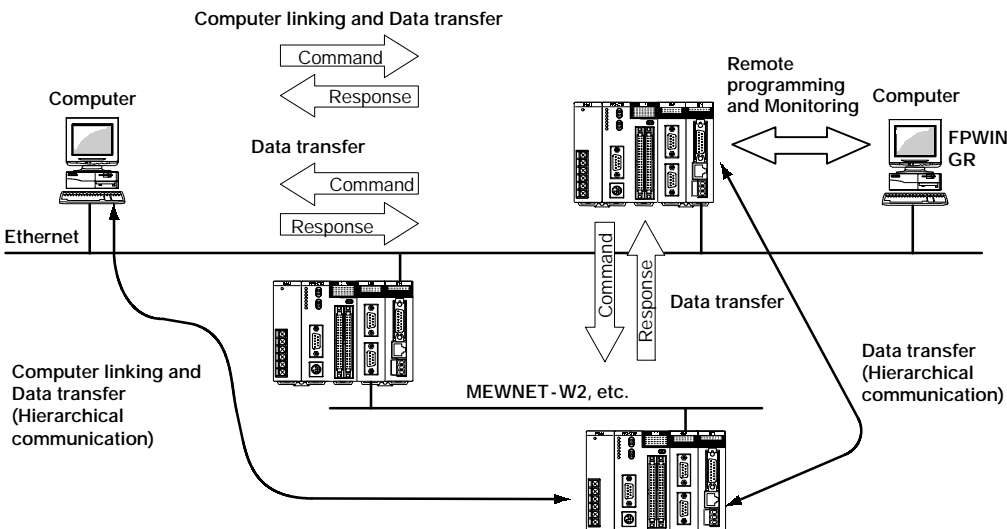 Computer linking and Data transfer
Command
Response
Remote
programming
and Monitoring
Computer
Computer
FPWIN
GR
Data transfer
Command
Response
Ethernet
Command
Response
Data transfer
Computer linking and
Data transfer
(Hierarchical
communication)
MEWNET-W2, etc.
Data transfer
(Hierarchical
communication)